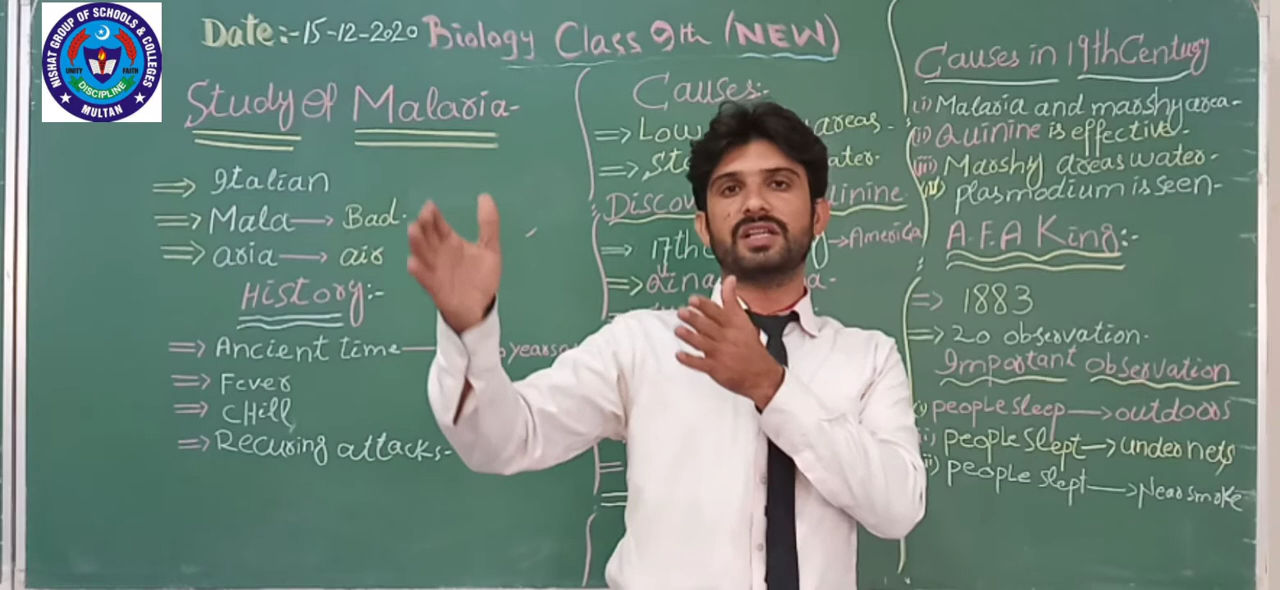 NISHAT GROUP OF SCHOOLS & COLLEGES
UNITY FAITH
DISCIPLINE
MULTAN
Date:-15-12-2020 Biology Class 9th (NEW)
Study of Malaria-
=> Italian
=> Mala → Bad.
=> aria → air
History:-
=> Ancient time
years
=> Fever
=> CHill
=> Recuring attacks-
Causes:-
=> Low areas.
=> ater.
Discov inine
=> 17th → America
=> Qina
Causes in 19th Century
(i) Malaria and marshy area-
(ii) Quinine is effective-
(iii) Marshy areas water-
(iv) plasmodium is seen-
A.F.A King:-
=> 1883
=> 20 observation.
Important observation
(i) people sleep → outdoors
ii) people slept → under nets
ii) people slept → Near smoke